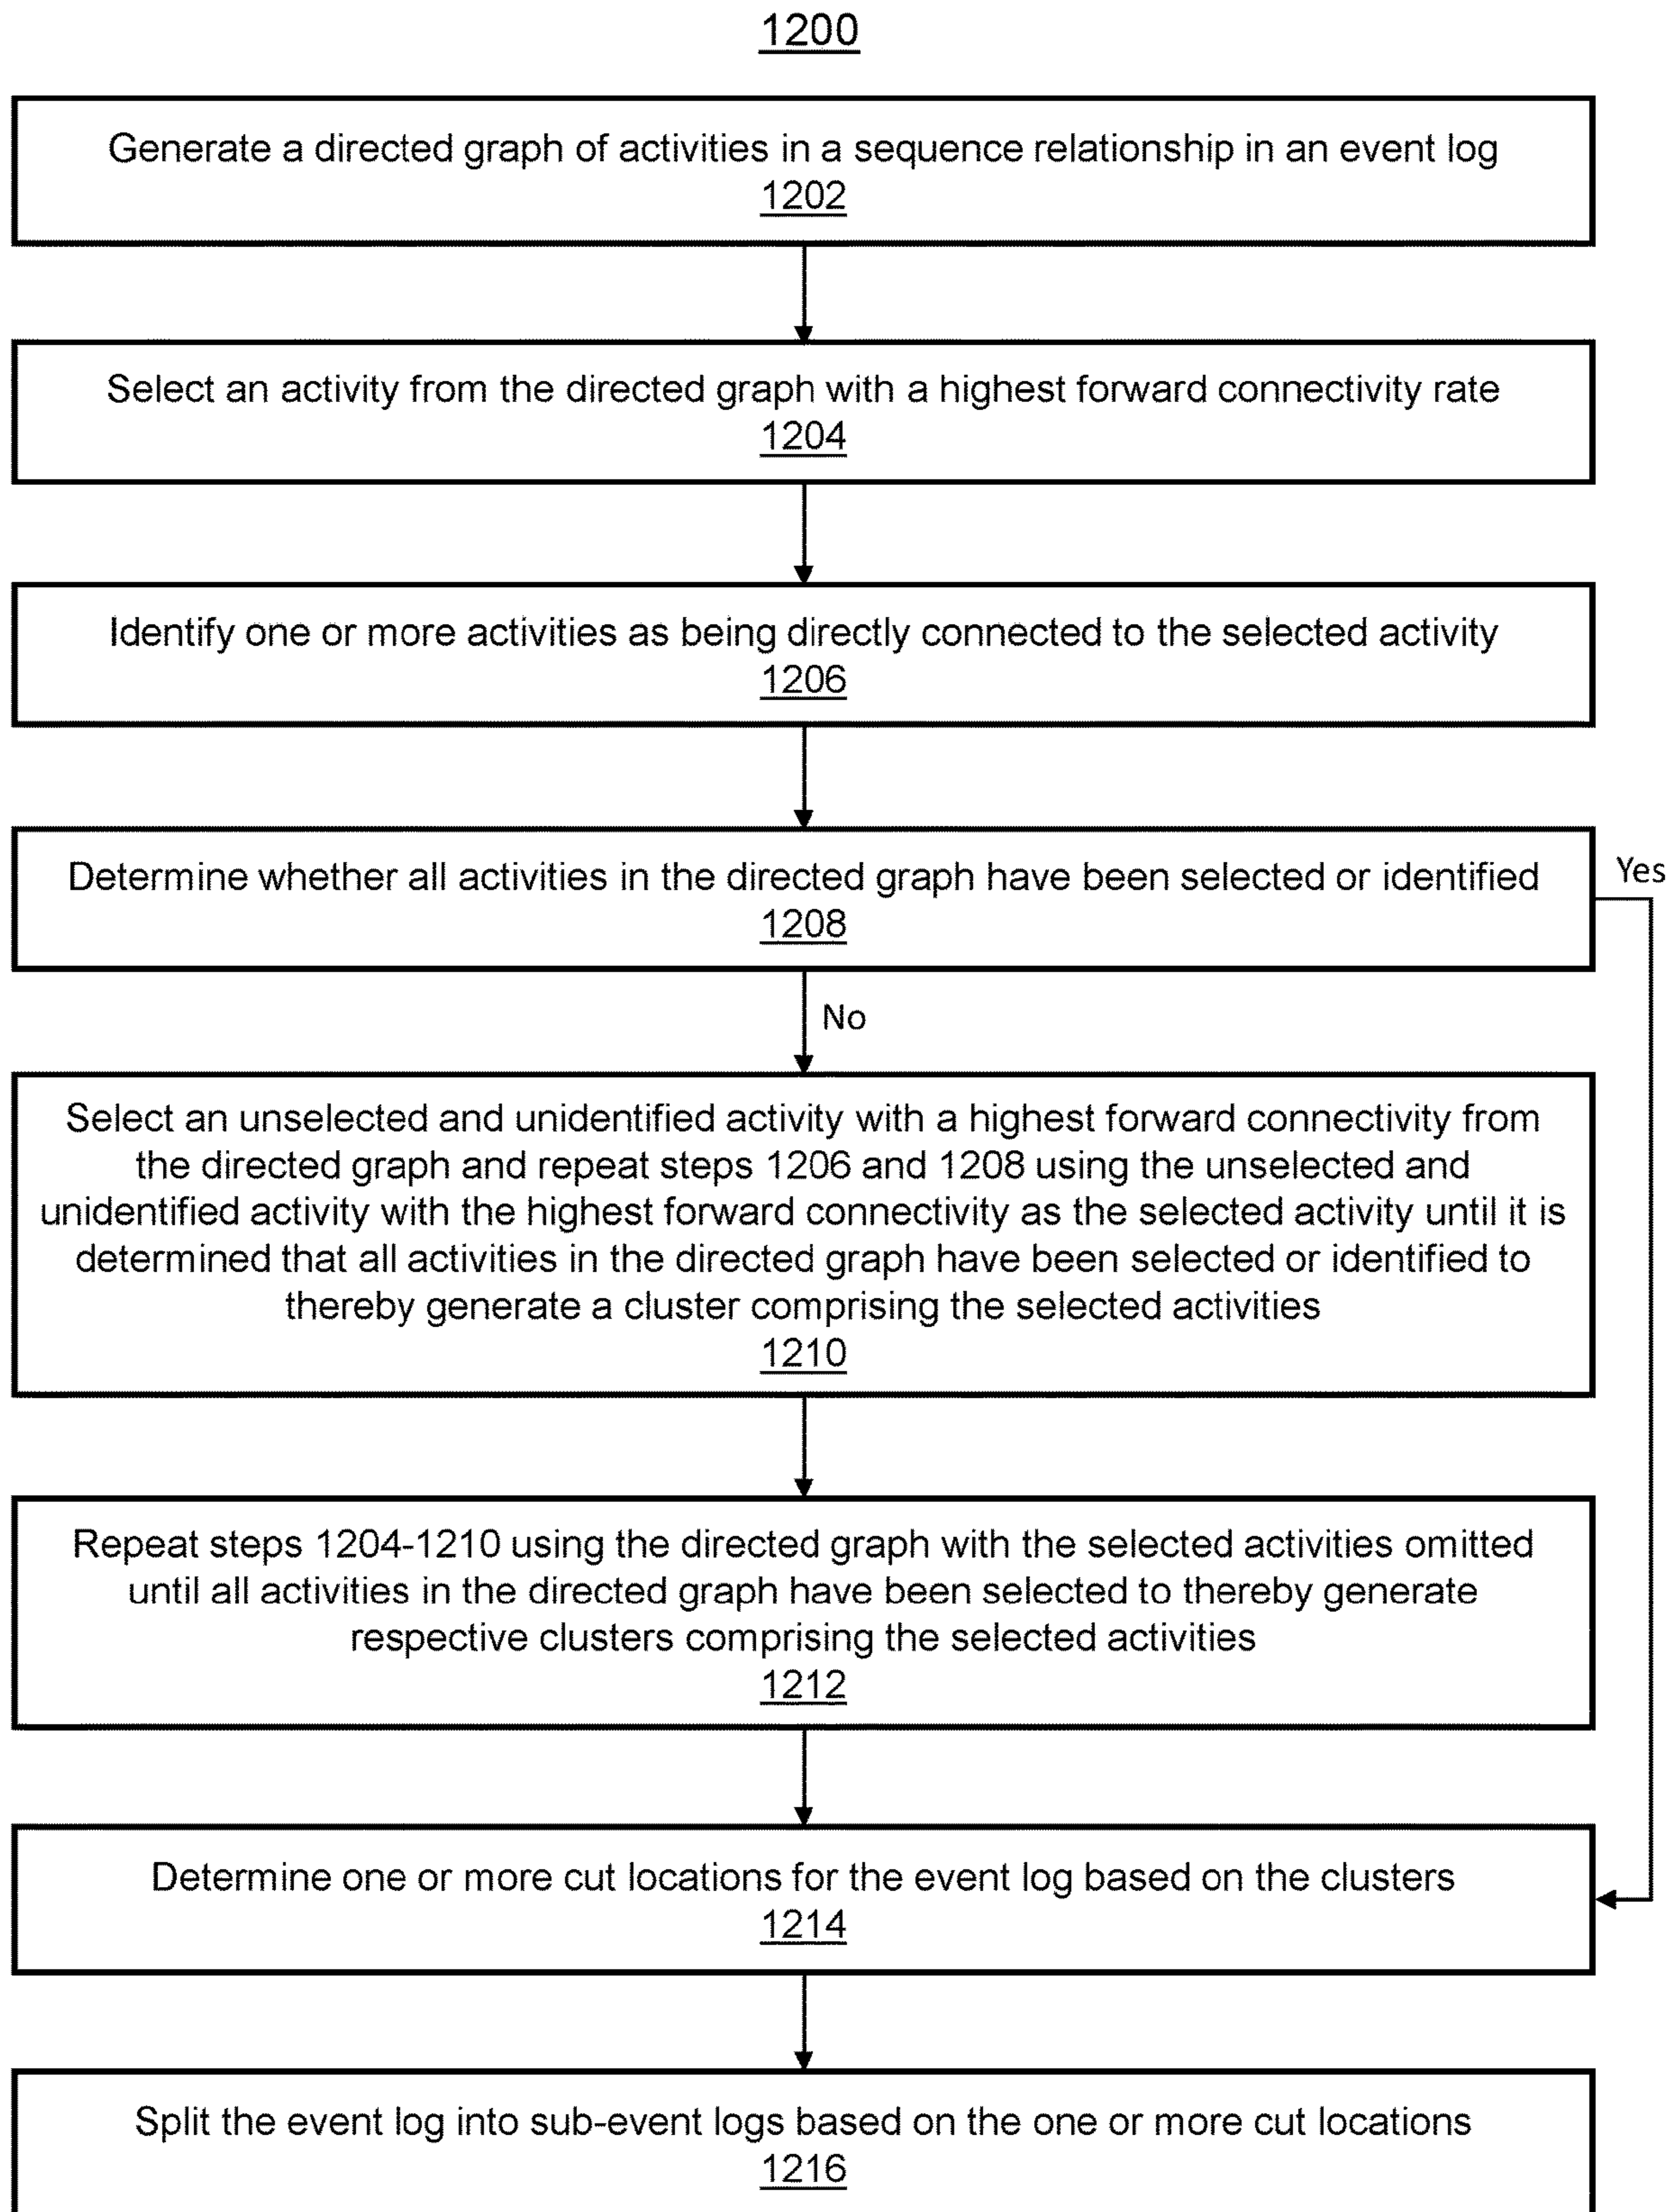 1200
Generate a directed graph of activities in a sequence relationship in an event log
1202
Select an activity from the directed graph with a highest forward connectivity rate
1204
Identify one or more activities as being directly connected to the selected activity
1206
Determine whether all activities in the directed graph have been selected or identified
1208
Yes
No
Select an unselected and unidentified activity with a highest forward connectivity from
the directed graph and repeat steps 1206 and 1208 using the unselected and
unidentified activity with the highest forward connectivity as the selected activity until it is
determined that all activities in the directed graph have been selected or identified to
thereby generate a cluster comprising the selected activities
1210
Repeat steps 1204-1210 using the directed graph with the selected activities omitted
until all activities in the directed graph have been selected to thereby generate
respective clusters comprising the selected activities
1212
Determine one or more cut locations for the event log based on the clusters
1214
Split the event log into sub-event logs based on the one or more cut locations
1216